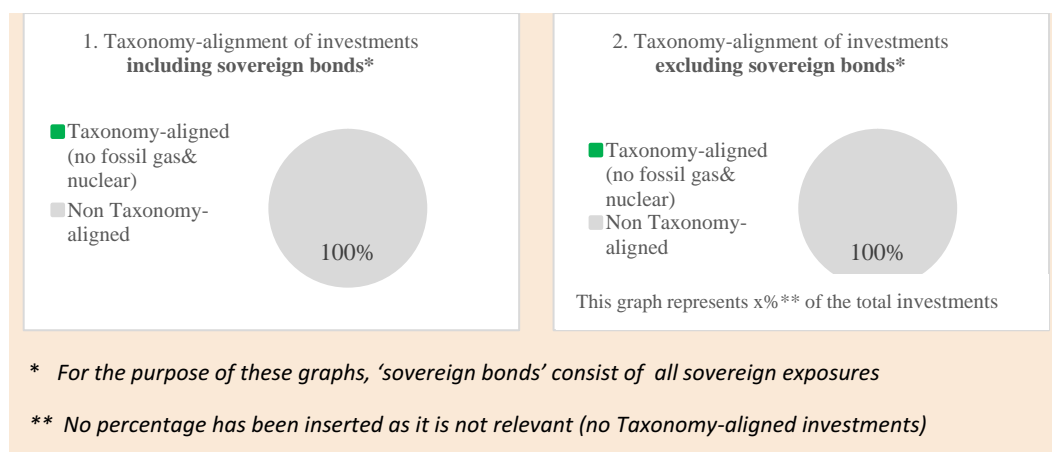 1. Taxonomy-alignment of investments
including sovereign bonds*
Taxonomy-aligned
(no fossil gas&
nuclear)
Non Taxonomy-
aligned
100%
2. Taxonomy-alignment of investments
excluding sovereign bonds*
Taxonomy-aligned
(no fossil gas&
nuclear)
Non Taxonomy-
aligned
100%
This graph represents x%** of the total investments
* For the purpose of these graphs, ‘sovereign bonds’ consist of all sovereign exposures
** No percentage has been inserted as it is not relevant (no Taxonomy-aligned investments)